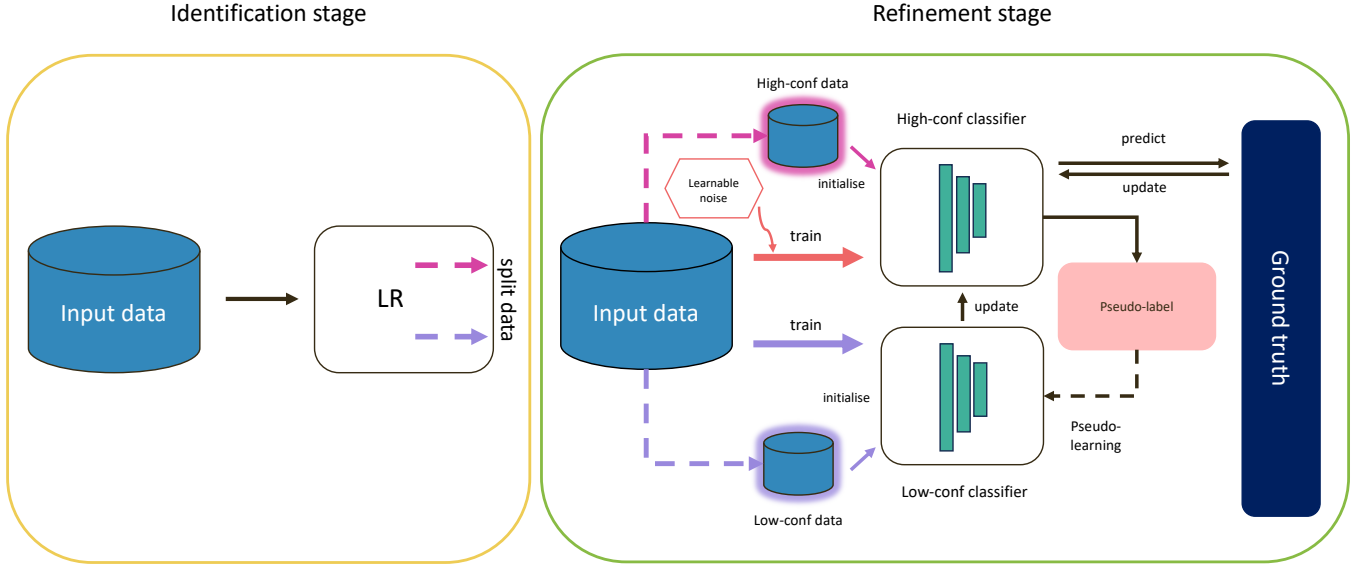 Identification stage
Refinement stage
Input data
LR
split data
High-conf data
Learnable
noise
initialise
High-conf classifier
predict
update
train
Input data
train
update
Pseudo-label
initialise
Pseudo-
learning
Low-conf data
Low-conf classifier
Ground truth